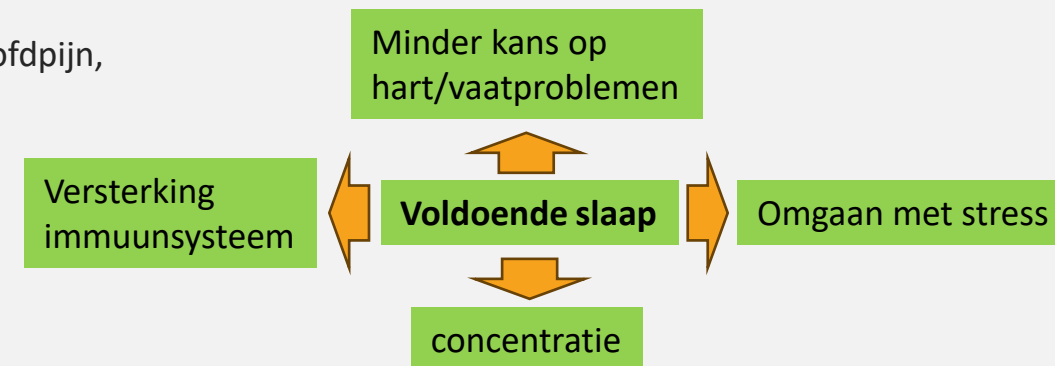 ofdpijn,
Minder kans op
hart/vaatproblemen
Versterking
immuunsysteem
Voldoende slaap
Omgaan met stress
concentratie